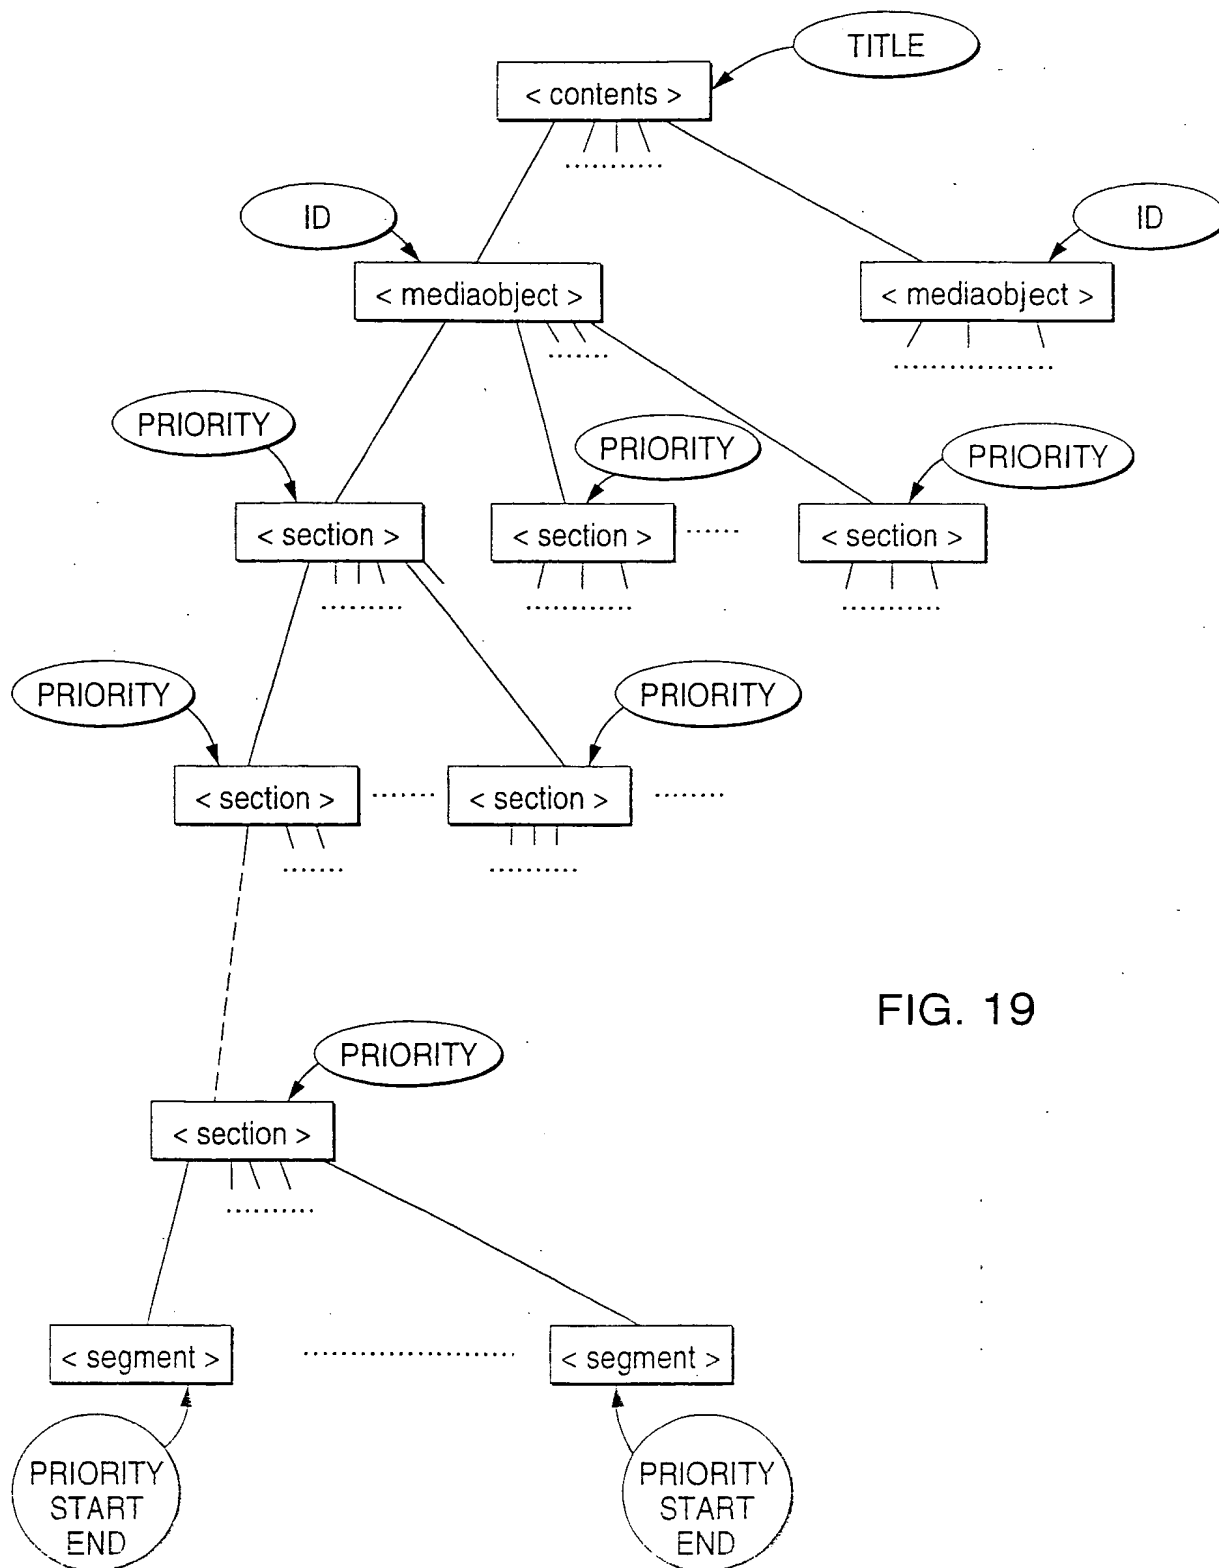 TITLE
< contents >
ID
ID
< mediaobject >
< mediaobject >
PRIORITY
PRIORITY
PRIORITY
< section >
< section >
< section >
PRIORITY
PRIORITY
< section >
< section >
FIG. 19
PRIORITY
< section >
< segment >
< segment >
PRIORITY
START
END
PRIORITY
START
END